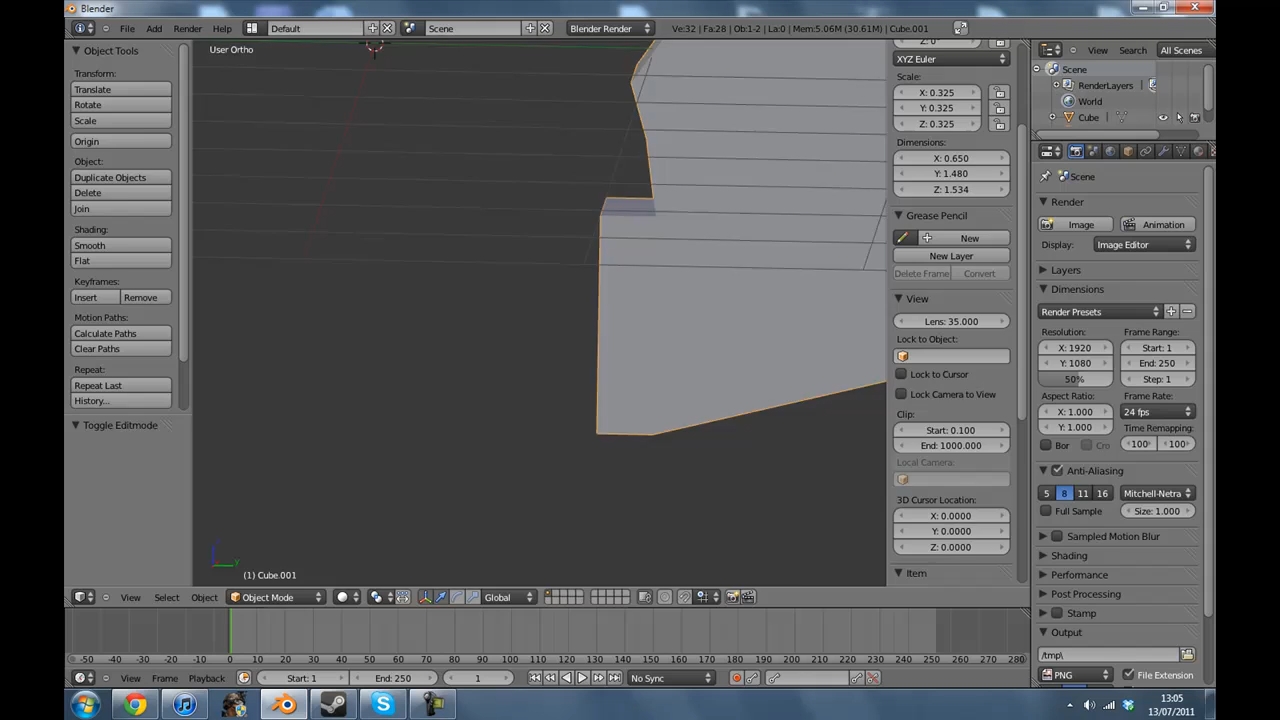 Blender
File Add Render Help
Default
Scene
Blender Render
Ve:32 | Fa:28 | Ob:1-2 | La:0 | Mem:5.06M (30.61M) | Cube.001
Object Tools
Transform:
Translate
Rotate
Scale
Origin
Object:
Duplicate Objects
Delete
Join
Shading:
Smooth
Flat
Keyframes:
Insert Remove
Motion Paths:
Calculate Paths
Clear Paths
Repeat:
Repeat Last
History...
Toggle Editmode
User Ortho
(1) Cube.001
XYZ Euler
Scale:
X: 0.325
Y: 0.325
Z: 0.325
Dimensions:
X: 0.650
Y: 1.480
Z: 1.534
Grease Pencil
New
New Layer
Delete Frame Convert
View
Lens: 35.000
Lock to Object:
Lock to Cursor
Lock Camera to View
Clip:
Start: 0.100
End: 1000.000
Local Camera:
3D Cursor Location:
X: 0.0000
Y: 0.0000
Z: 0.0000
Item
View Search All Scenes
Scene
RenderLayers
World
Cube
Scene
Render
Image Animation
Display: Image Editor
Layers
Dimensions
Render Presets
Resolution: Frame Range:
X: 1920 Start: 1
Y: 1080 End: 250
50% Step: 1
Aspect Ratio: Frame Rate:
X: 1.000 24 fps
Y: 1.000 Time Remapping:
Bor Cro 100 100
Anti-Aliasing
5 8 11 16 Mitchell-Netra
Full Sample Size: 1.000
Sampled Motion Blur
Shading
Performance
Post Processing
Stamp
Output
/tmp\
PNG File Extension
View Select Object Object Mode Global
-50 -40 -30 -20 -10 0 10 20 30 40 50 60 70 80 90 100 110 120 130 140 150 160 170 180 190 200 210 220 230 240 250 260 270 280
View Frame Playback Start: 1 End: 250 1 No Sync
13:05
13/07/2011